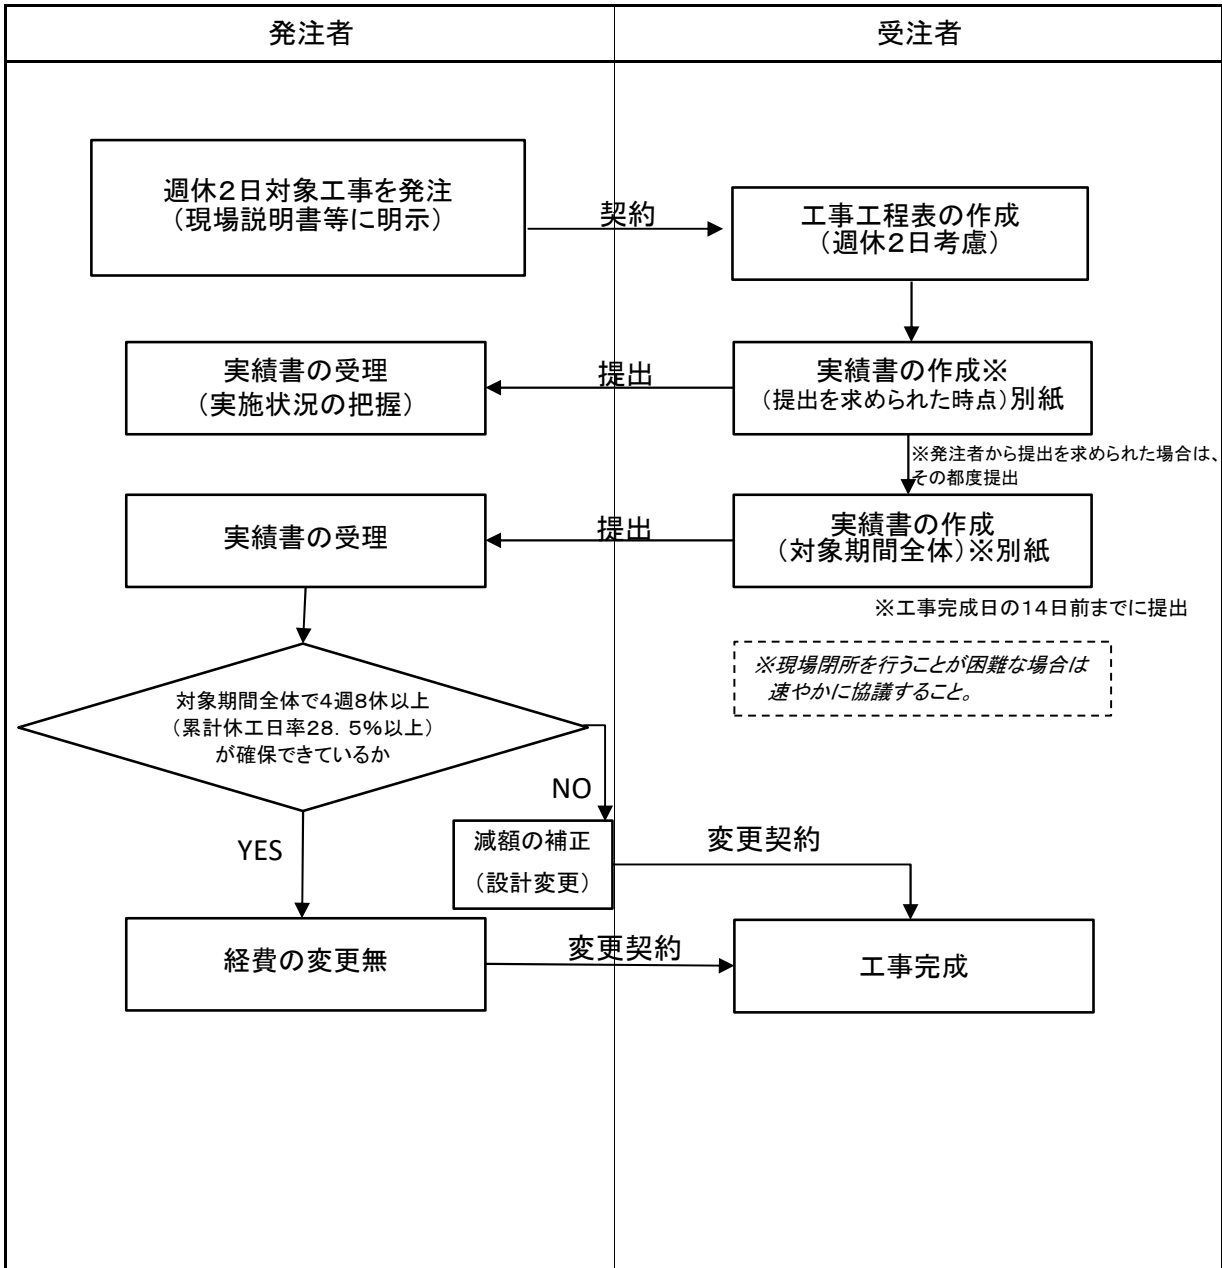 発注者
受注者
週休2日対象工事を発注
（現場説明書等に明示）
契約
工事工程表の作成
（週休2日考慮）
実績書の受理
（実施状況の把握）
提出
実績書の作成※
（提出を求められた時点）別紙
※発注者から提出を求められた場合は、
その都度提出
実績書の受理
提出
実績書の作成
（対象期間全体）※別紙
※工事完成日の14日前までに提出
※現場閉所を行うことが困難な場合は
速やかに協議すること。
対象期間全体で4週8休以上
（累計休工日率28．5%以上）
が確保できているか
NO
YES
減額の補正
（設計変更）
変更契約
経費の変更無
変更契約
工事完成